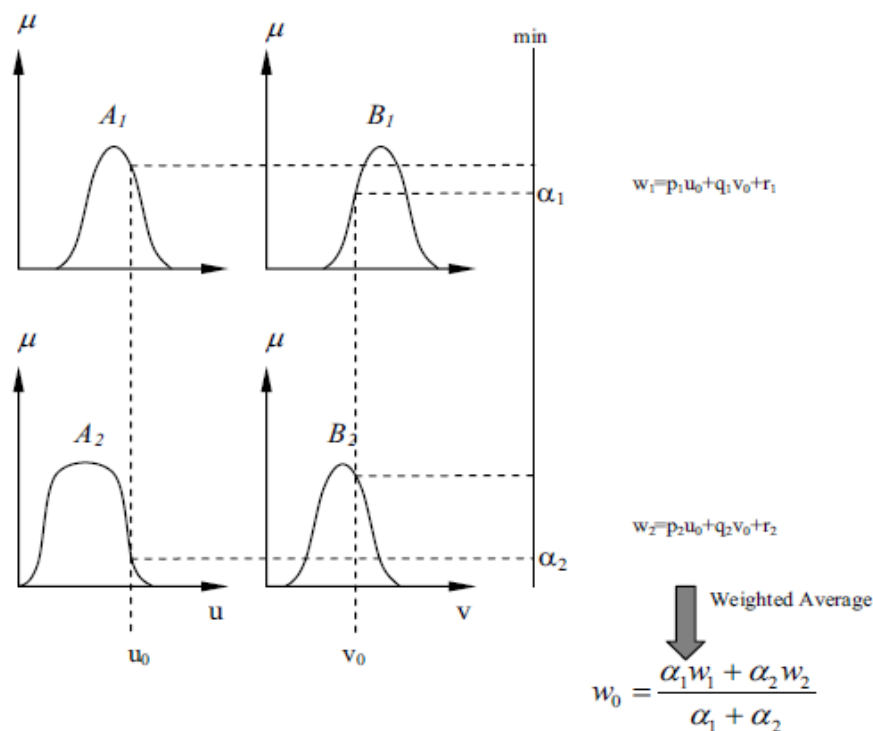 μ
μ
min
A₁
B₁
α₁
w₁=p₁u₀+q₁v₀+r₁
μ
μ
A₂
B₂
w₂=p₂u₀+q₂v₀+r₂
α₂
u
v
Weighted Average
u₀
v₀
w₀ = (α₁w₁ + α₂w₂) / (α₁ + α₂)